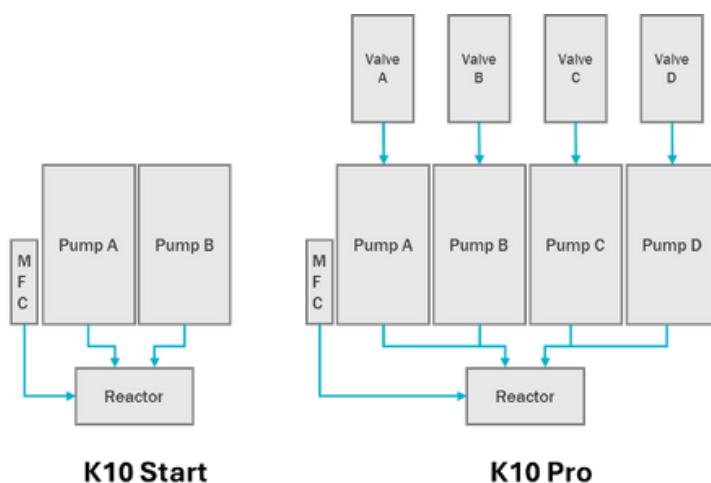 Valve
A
Valve
B
Valve
C
Valve
D
Pump A
Pump B
M
F
C
Reactor
Pump A
Pump B
Pump C
Pump D
M
F
C
Reactor
K10 Start
K10 Pro